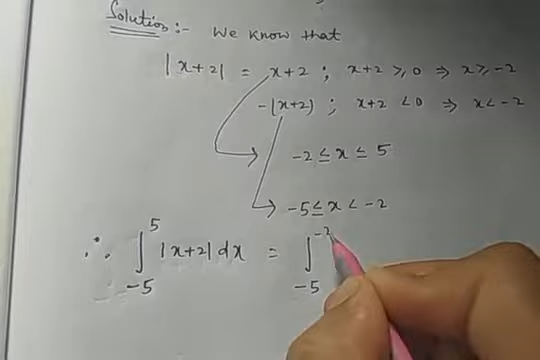 Solution :- We know that
|x+2| = x+2 ; x+2 ≥ 0 ⇒ x ≥ -2
-(x+2) ; x+2 < 0 ⇒ x < -2
-2 ≤ x ≤ 5
-5 ≤ x < -2
∴ ∫_{-5}^{5} |x+2| dx = ∫_{-5}^{-2}